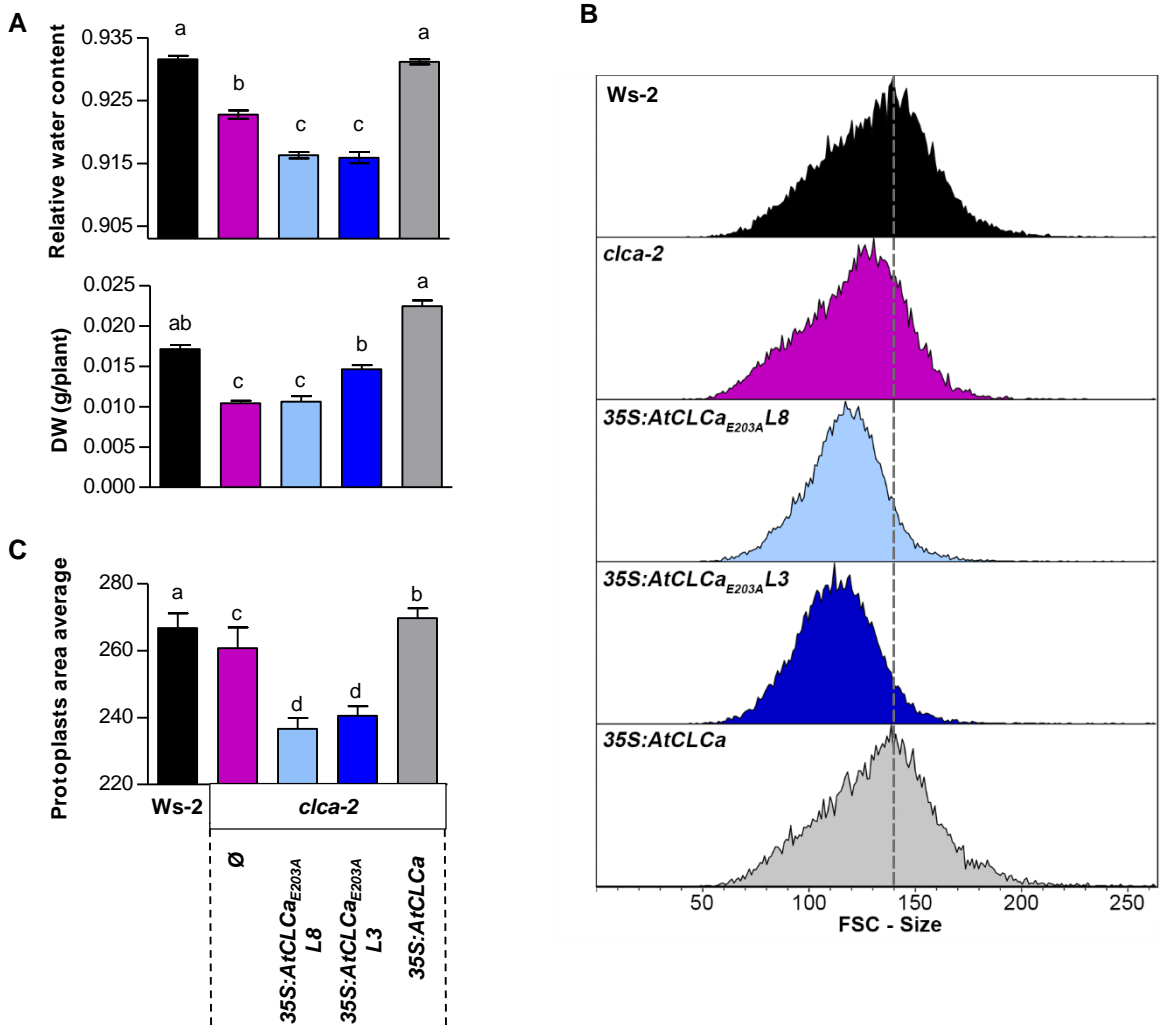 A
Relative water content
0.935
0.925
0.915
0.905
a
b
c
c
a
DW (g/plant)
0.025
0.020
0.015
0.010
0.005
0.000
ab
c
c
b
a
C
Protoplasts area average
280
260
240
220
a
c
d
d
b
Ws-2
clca-2
Ø
35S:AtCLCaE203A
L8
35S:AtCLCaE203A
L3
35S:AtCLCa
B
Ws-2
clca-2
35S:AtCLCaE203A L8
35S:AtCLCaE203A L3
35S:AtCLCa
50 100 150 200 250
FSC - Size